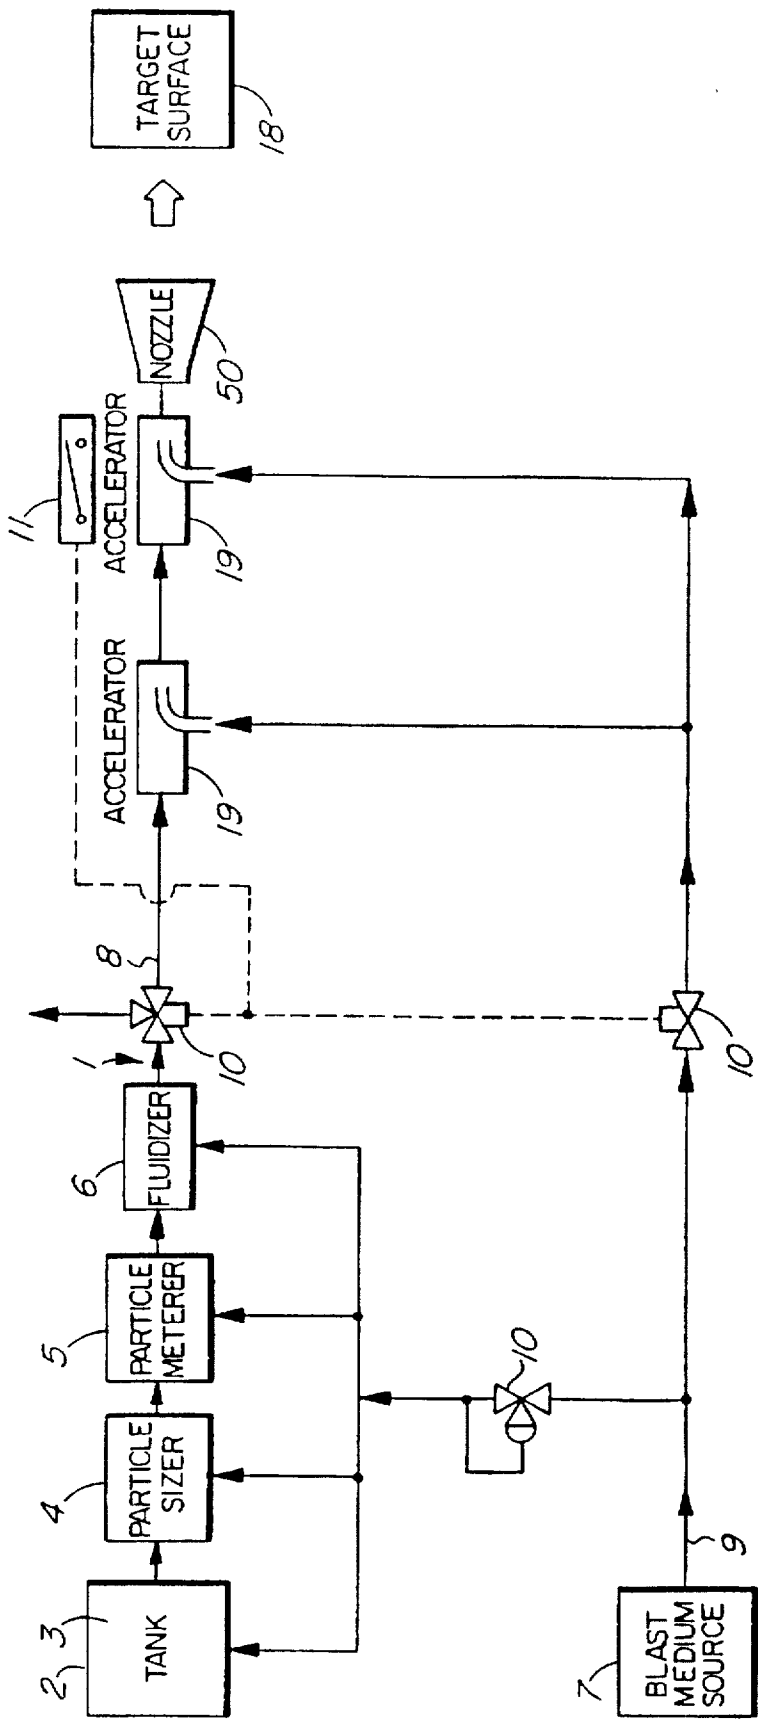 TARGET
SURFACE
18
NOZZLE
50
11
ACCELERATOR
19
ACCELERATOR
19
8
10
1
6
FLUIDIZER
5
PARTICLE
METERER
4
PARTICLE
SIZER
2
3
TANK
10
10
9
7
BLAST
MEDIUM
SOURCE